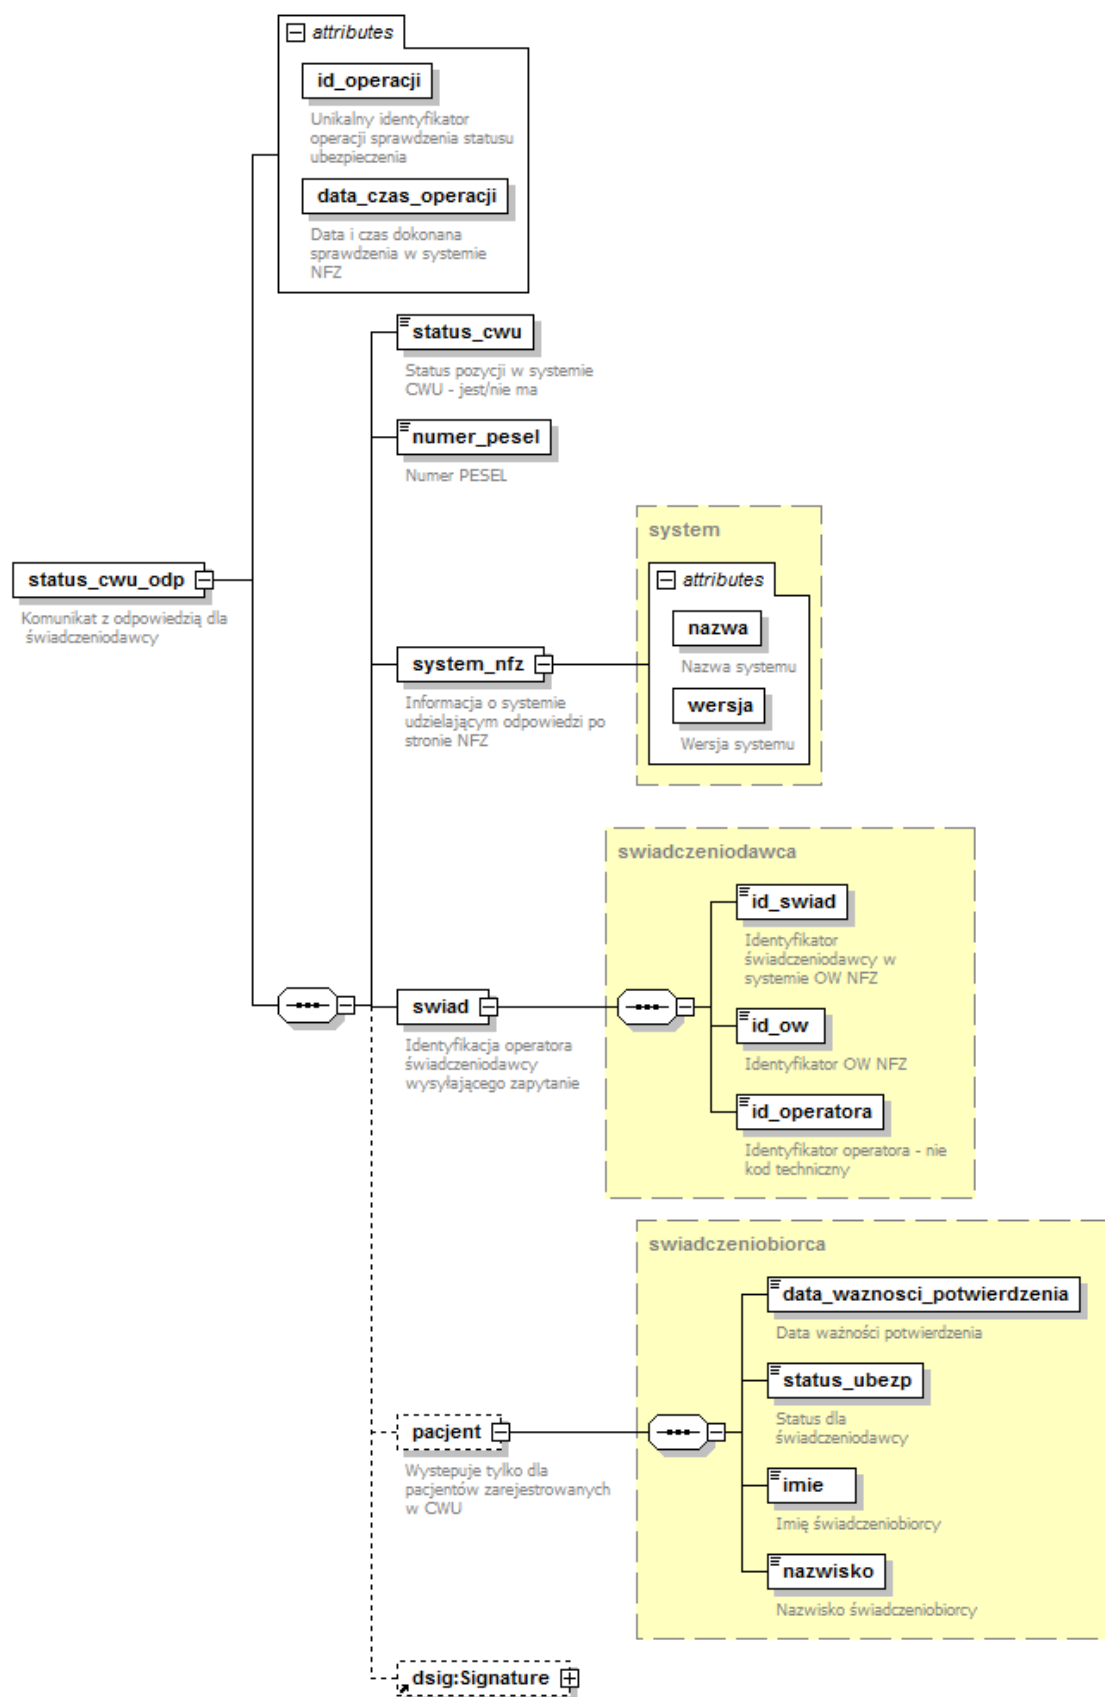 attributes
id_operacji
Unikalny identyfikator
operacji sprawdzenia statusu
ubezpieczenia
data_czas_operacji
Data i czas dokonana
sprawdzenia w systemie
NFZ
status_cwu
Status pozycji w systemie
CWU - jest/nie ma
numer_pesel
Numer PESEL
status_cwu_odp
Komunikat z odpowiedzią dla
świadczeniodawcy
system
attributes
nazwa
Nazwa systemu
wersja
Wersja systemu
system_nfz
Informacja o systemie
udzielającym odpowiedzi po
stronie NFZ
swiadczeniodawca
id_swiad
Identyfikator
świadczeniodawcy w
systemie OW NFZ
id_ow
Identyfikator OW NFZ
id_operatora
Identyfikator operatora - nie
kod techniczny
swiad
Identyfikacja operatora
świadczeniodawcy
wysyłającego zapytanie
swiadczeniobiorca
data_waznosci_potwierdzenia
Data ważności potwierdzenia
status_ubezp
Status dla
świadczeniodawcy
imie
Imię świadczeniobiorcy
nazwisko
Nazwisko świadczeniobiorcy
pacjent
Wystepuje tylko dla
pacjentów zarejestrowanych
w CWU
dsig:Signature